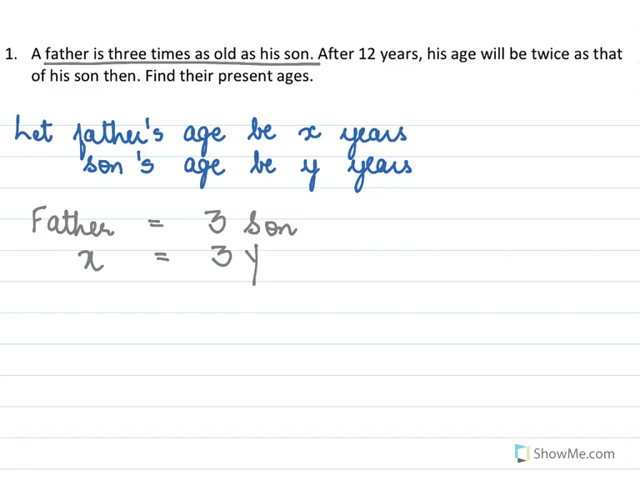 1. A father is three times as old as his son. After 12 years, his age will be twice as that
of his son then. Find their present ages.
Let father's age be x years
son's age be y years
Father = 3 son
x = 3 y
ShowMe.com